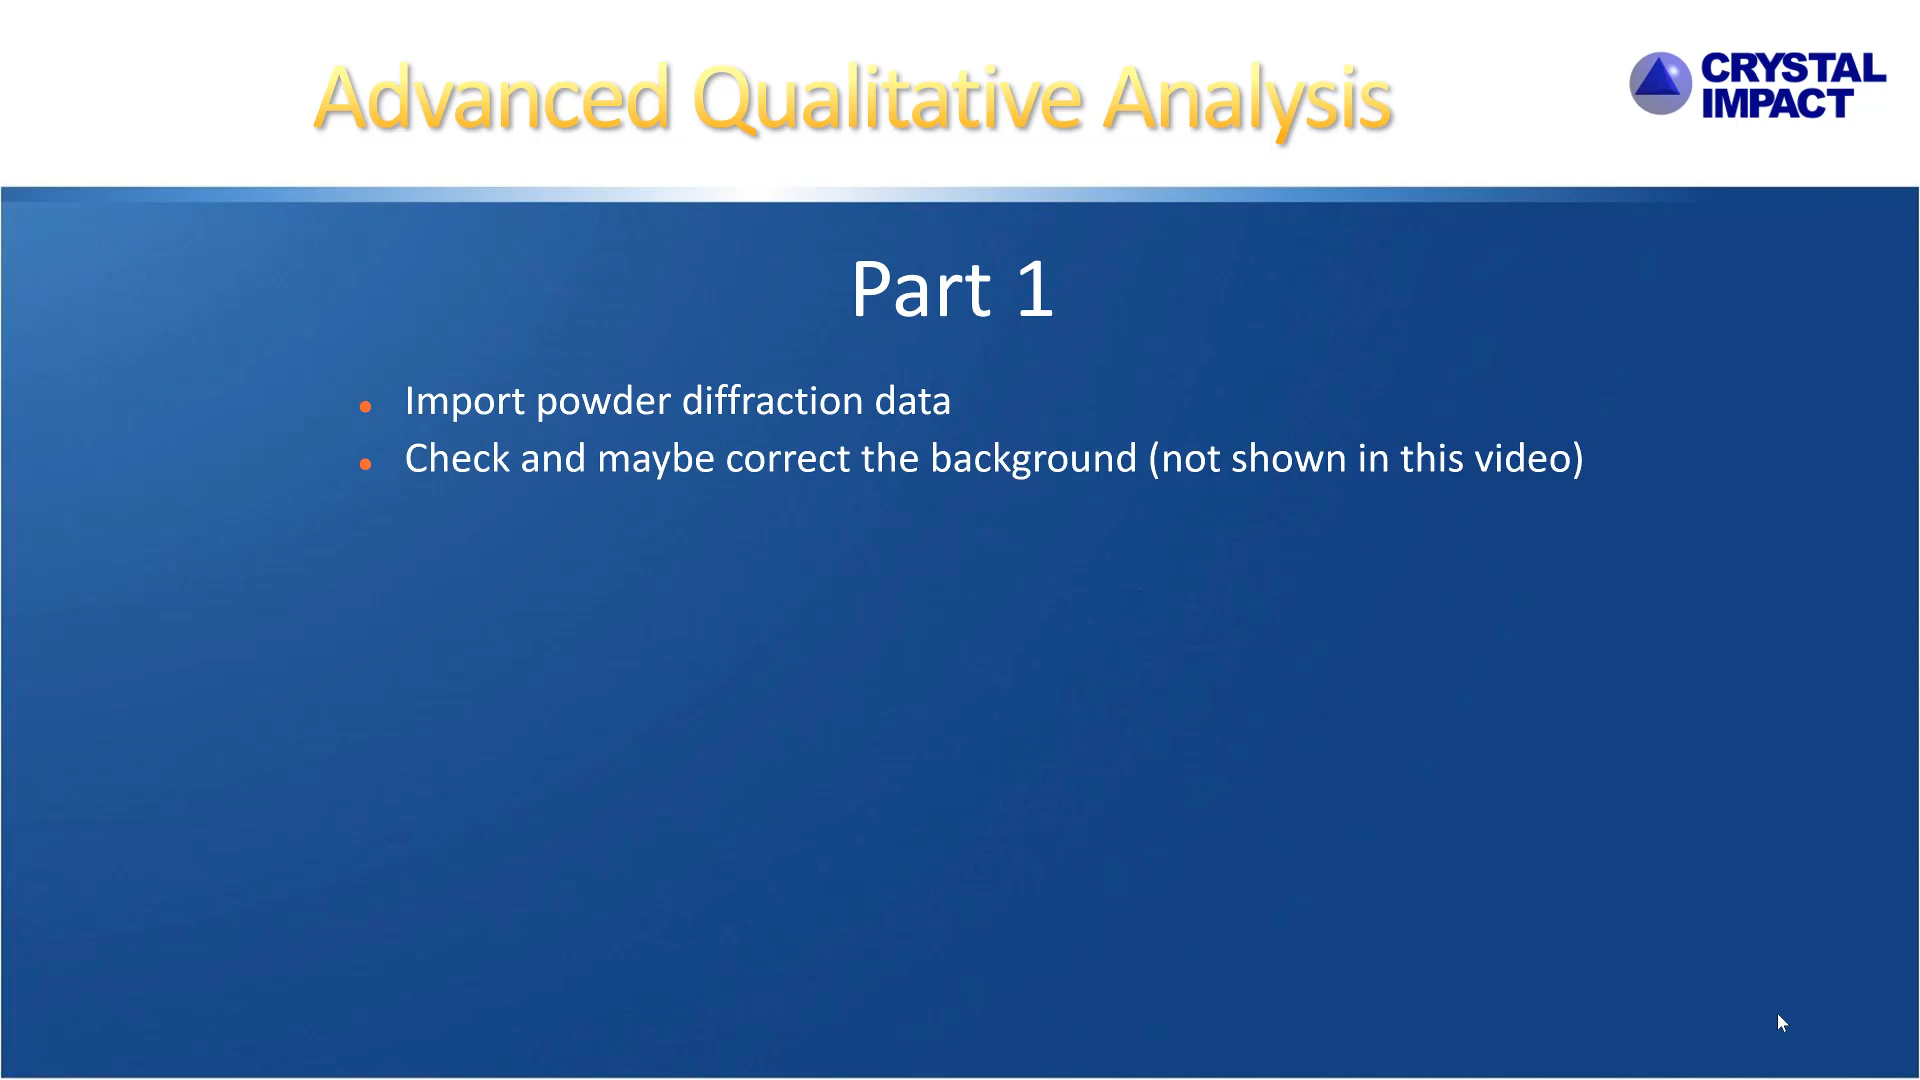 Advanced Qualitative Analysis
CRYSTAL
IMPACT
Part 1
• Import powder diffraction data
• Check and maybe correct the background (not shown in this video)